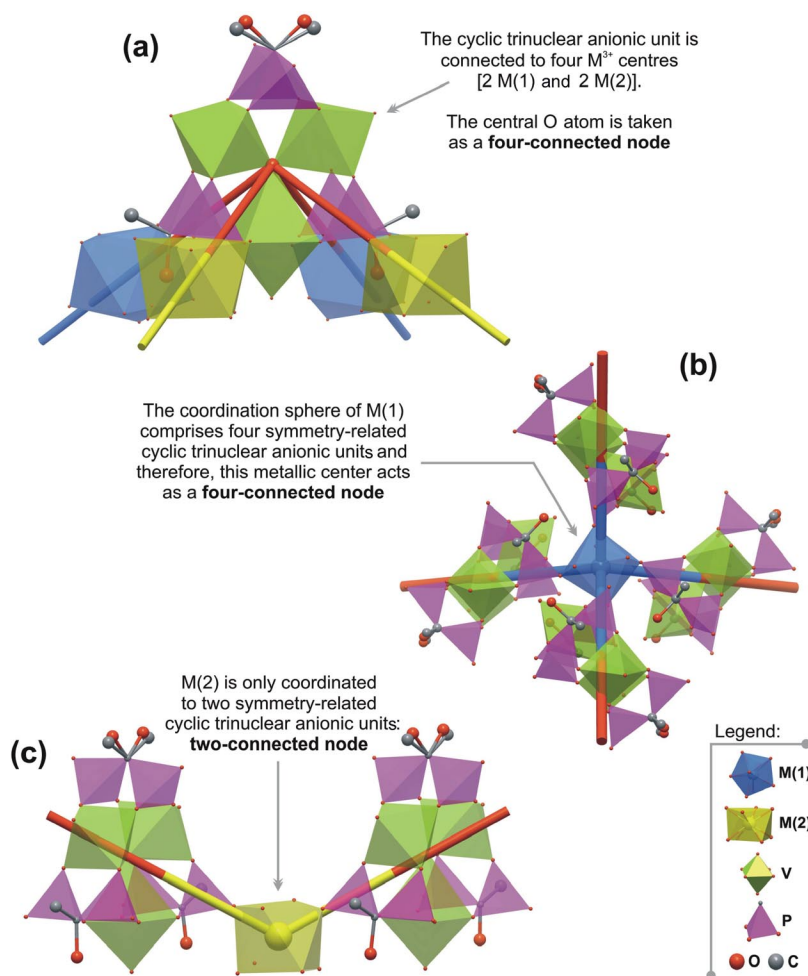 (a)
The cyclic trinuclear anionic unit is
connected to four M³⁺ centres
[2 M(1) and 2 M(2)].
The central O atom is taken
as a four-connected node
(b)
The coordination sphere of M(1)
comprises four symmetry-related
cyclic trinuclear anionic units and
therefore, this metallic center acts
as a four-connected node
M(2) is only coordinated
to two symmetry-related
cyclic trinuclear anionic units:
two-connected node
(c)
Legend:
M(1)
M(2)
V
P
O C